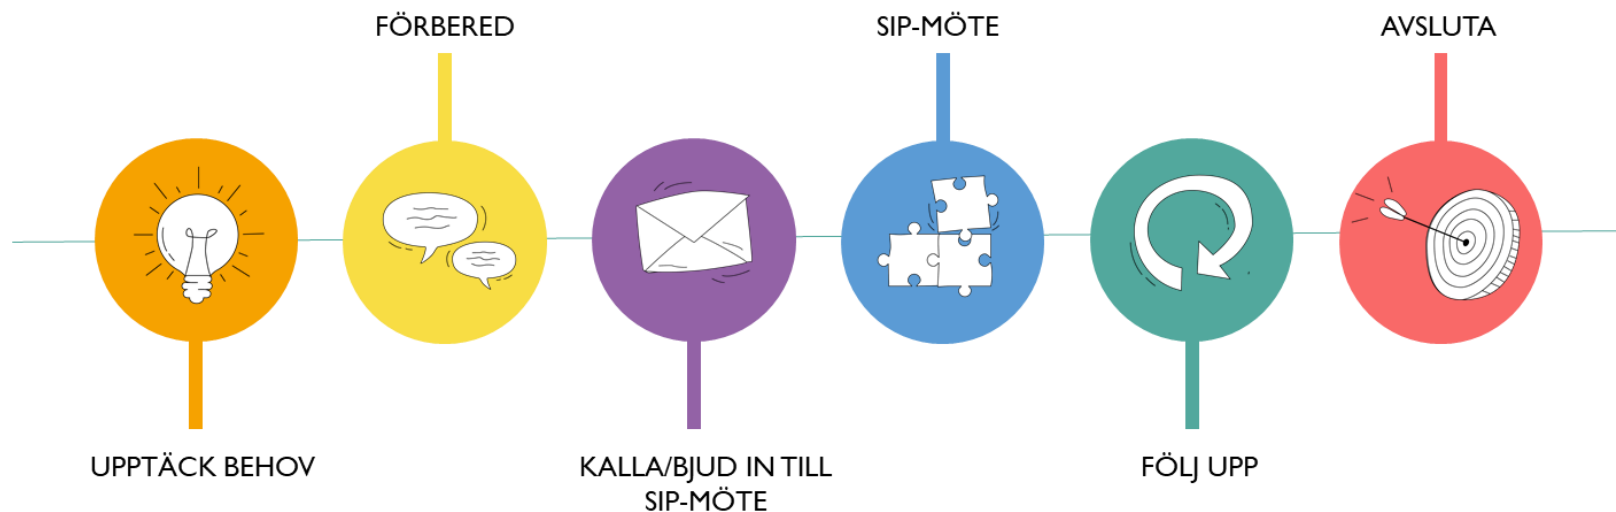 UPPTÄCK BEHOV
FÖRBERED
KALLA/BJUD IN TILL
SIP-MÖTE
SIP-MÖTE
FÖLJ UPP
AVSLUTA